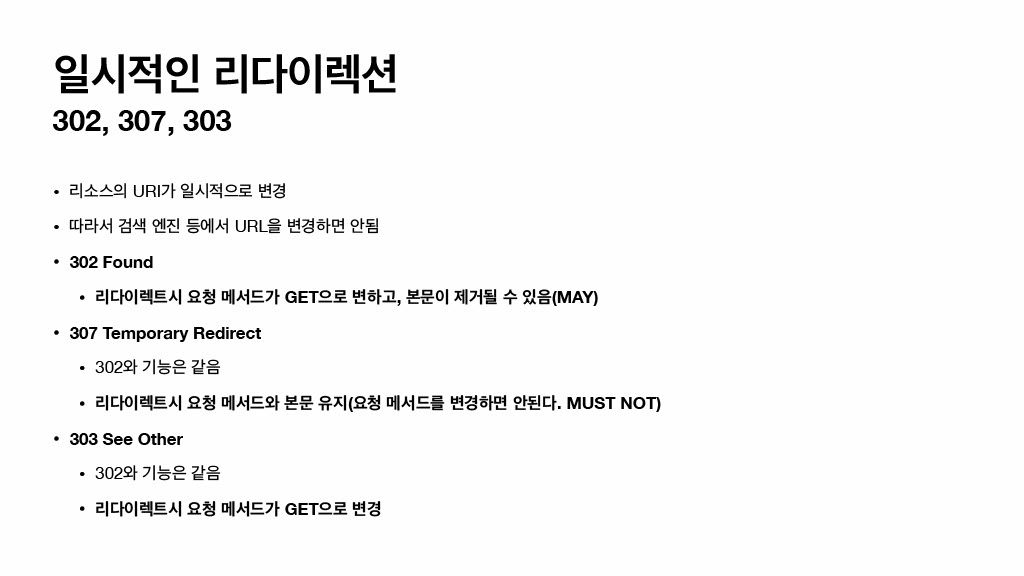 일시적인 리다이렉션
302, 307, 303
• 리소스의 URI가 일시적으로 변경
• 따라서 검색 엔진 등에서 URL을 변경하면 안됨
• 302 Found
• 리다이렉트시 요청 메서드가 GET으로 변하고, 본문이 제거될 수 있음(MAY)
• 307 Temporary Redirect
• 302와 기능은 같음
• 리다이렉트시 요청 메서드와 본문 유지(요청 메서드를 변경하면 안된다. MUST NOT)
• 303 See Other
• 302와 기능은 같음
• 리다이렉트시 요청 메서드가 GET으로 변경